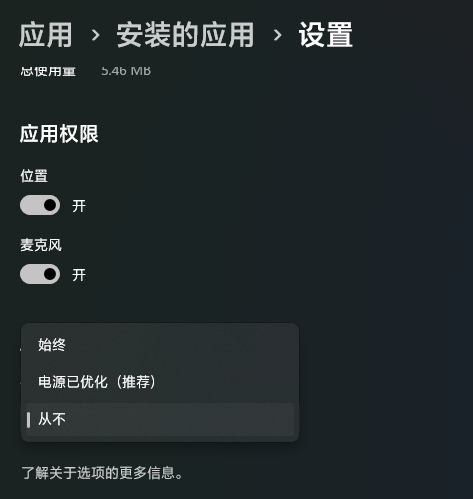 应用 › 安装的应用 › 设置
总使用量 5.46 MB
应用权限
位置
开
麦克风
开
始终
电源已优化（推荐）
从不
了解关于选项的更多信息。